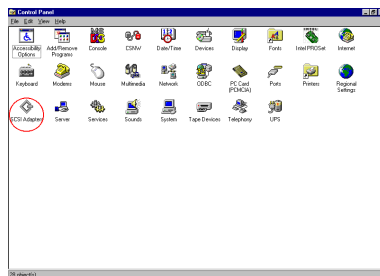 Control Panel
File Edit View Help
Accessibility Options Add/Remove Programs Console CSNW Date/Time Devices Display Fonts Intel PROSet Internet
Keyboard Modems Mouse Multimedia Network ODBC PC Card (PCMCIA) Ports Printers Regional Settings
SCSI Adapters Server Services Sounds System Tape Devices Telephony UPS
28 object(s)